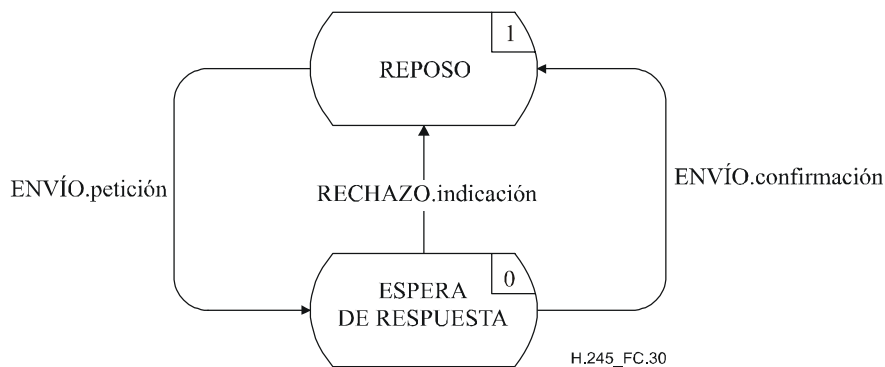 1
REPOSO
ENVÍO.petición
RECHAZO.indicación
ENVÍO.confirmación
0
ESPERA
DE RESPUESTA
H.245_FC.30